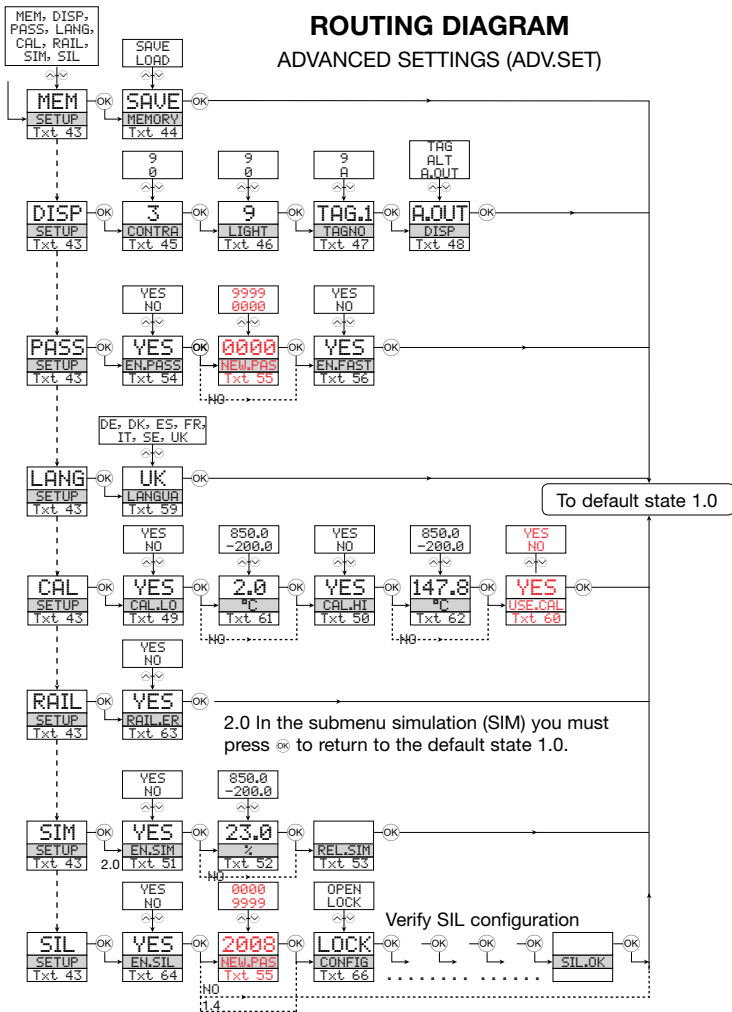 MEM, DISP,
PASS, LANG,
CAL, RAIL,
SIM, SIL
ROUTING DIAGRAM
ADVANCED SETTINGS (ADV.SET)
SAVE
LOAD
MEM OK SAVE OK
SETUP MEMORY
Txt 43 Txt 44
9 9 9 TAG
0 0 A ALT
A.OUT
DISP OK 3 OK 9 OK TAG.1 OK A.OUT OK
SETUP CONTRA LIGHT TAGNO DISP
Txt 43 Txt 45 Txt 46 Txt 47 Txt 48
YES 9999 YES
NO 0000 NO
PASS OK YES OK 0000 OK YES OK
SETUP EN.PASS NEW.PAS EN.FAST
Txt 43 Txt 54 Txt 55 Txt 56
NO
DE, DK, ES, FR,
IT, SE, UK
LANG OK UK OK
SETUP LANGUA
Txt 43 Txt 59
To default state 1.0
YES 850.0 YES 850.0 YES
NO -200.0 NO -200.0 NO
CAL OK YES OK 2.0 OK YES OK 147.8 OK YES OK
SETUP CAL.LO °C CAL.HI °C USE.CAL
Txt 43 Txt 49 Txt 61 Txt 50 Txt 62 Txt 60
NO NO
YES
NO
RAIL OK YES OK
SETUP RAIL.ER
Txt 43 Txt 63
2.0 In the submenu simulation (SIM) you must
press OK to return to the default state 1.0.
YES 850.0
NO -200.0
SIM OK YES OK 23.0 OK OK
SETUP EN.SIM % REL.SIM
Txt 43 2.0 Txt 51 Txt 52 Txt 53
NO
YES 0000 OPEN
NO 9999 LOCK
Verify SIL configuration
SIL OK YES OK 2008 OK LOCK OK OK OK OK OK
SETUP EN.SIL NEW.PAS CONFIG SIL.OK
Txt 43 Txt 64 Txt 55 Txt 66 . . . . . . . . . . . . . .
NO
1.4